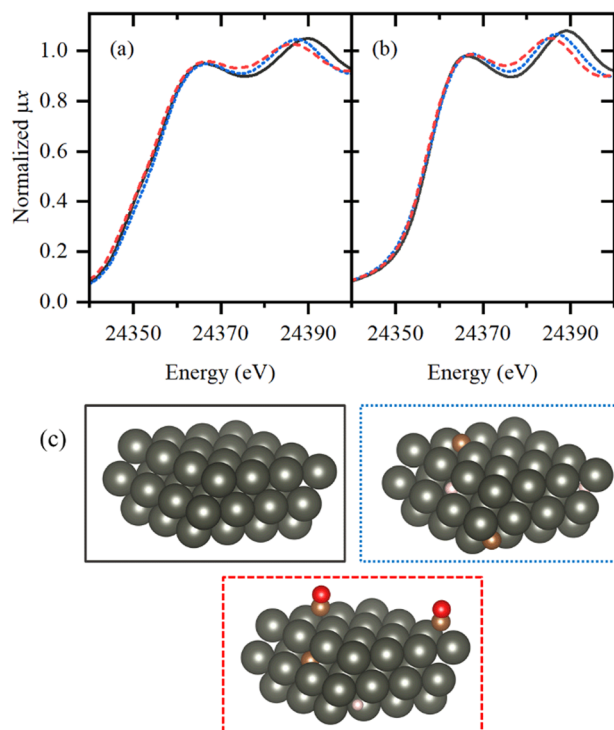 (a)
(b)
Normalized μx
1.0
0.8
0.6
0.4
0.2
0.0
24350
24370
24390
24350
24370
24390
Energy (eV)
Energy (eV)
(c)